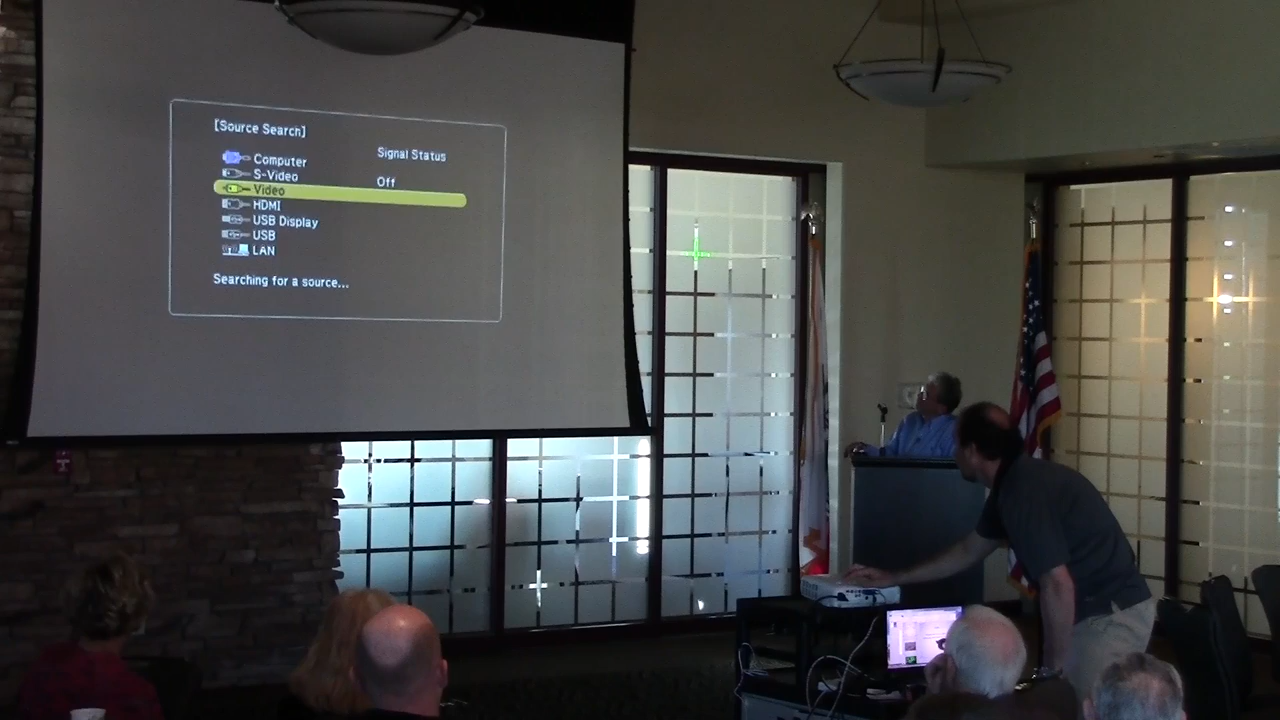 [Source Search]
Signal Status
Computer
S-Video
Off
Video
HDMI
USB Display
USB
LAN
Searching for a source...